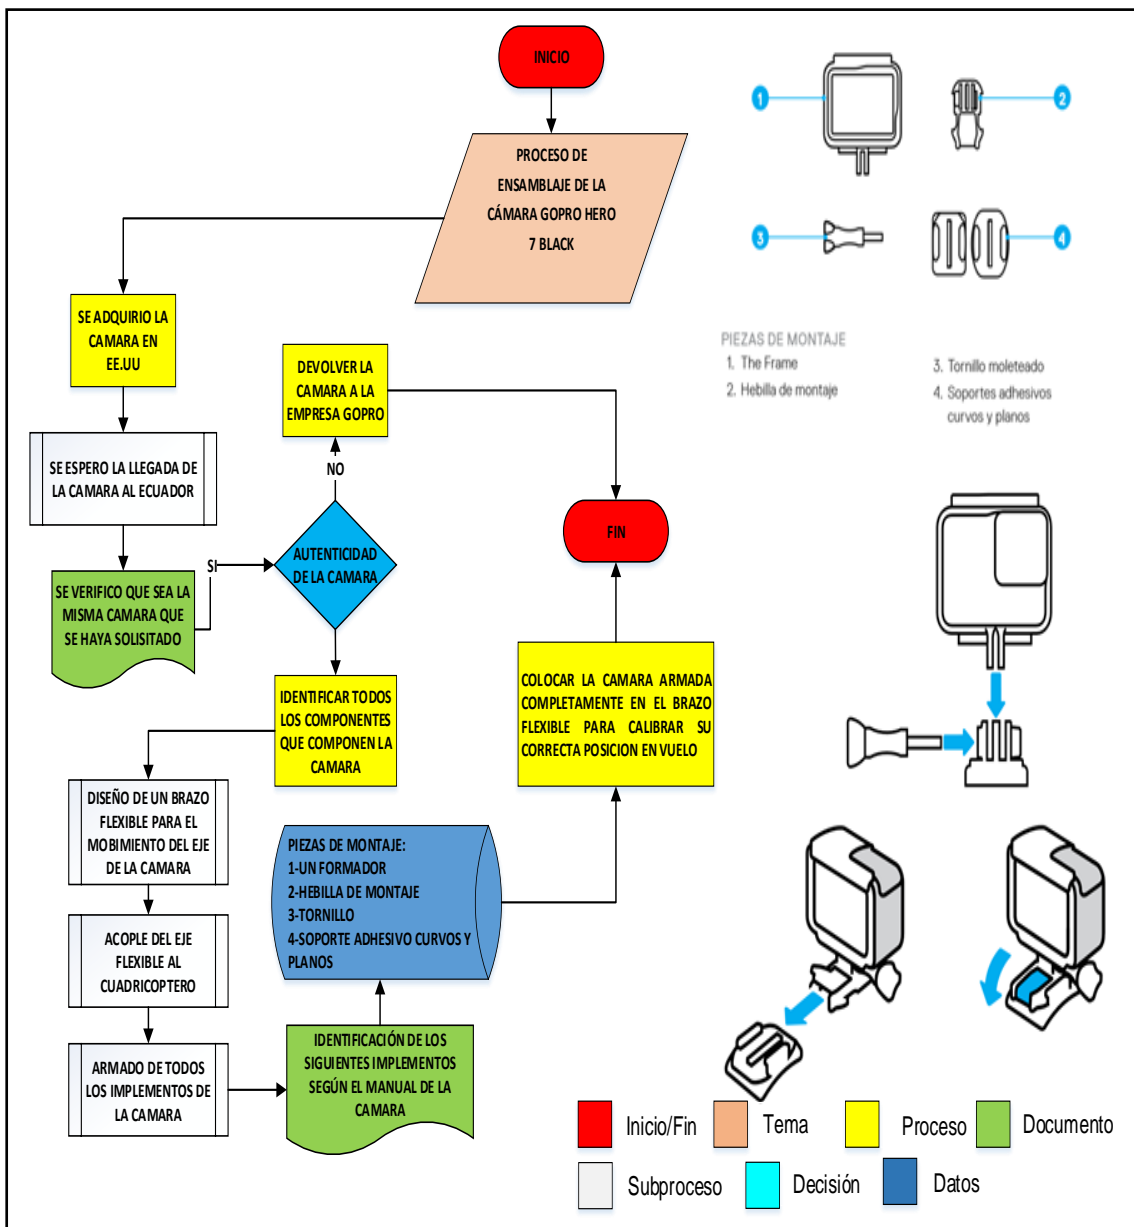 INICIO
PROCESO DE
ENSAMBLAJE DE LA
CÁMARA GOPRO HERO
7 BLACK
SE ADQUIRIO LA
CAMARA EN
EE.UU
SE ESPERO LA LLEGADA DE
LA CAMARA AL ECUADOR
SE VERIFICO QUE SEA LA
MISMA CAMARA QUE
SE HAYA SOLISITADO
SI
AUTENTICIDAD
DE LA CAMARA
NO
DEVOLVER LA
CAMARA A LA
EMPRESA GOPRO
FIN
IDENTIFICAR TODOS
LOS COMPONENTES
QUE COMPONEN LA
CAMARA
DISEÑO DE UN BRAZO
FLEXIBLE PARA EL
MOBIMIENTO DEL EJE
DE LA CAMARA
ACOPLE DEL EJE
FLEXIBLE AL
CUADRICOPTERO
ARMADO DE TODOS
LOS IMPLEMENTOS DE
LA CAMARA
IDENTIFICACIÓN DE LOS
SIGUIENTES IMPLEMENTOS
SEGÚN EL MANUAL DE LA
CAMARA
PIEZAS DE MONTAJE:
1-UN FORMADOR
2-HEBILLA DE MONTAJE
3-TORNILLO
4-SOPORTE ADHESIVO CURVOS Y
PLANOS
COLOCAR LA CAMARA ARMADA
COMPLETAMENTE EN EL BRAZO
FLEXIBLE PARA CALIBRAR SU
CORRECTA POSICION EN VUELO
1
2
3
4
PIEZAS DE MONTAJE
1. The Frame
2. Hebilla de montaje
3. Tornillo moleteado
4. Soportes adhesivos
curvos y planos
Inicio/Fin
Tema
Proceso
Documento
Subproceso
Decisión
Datos